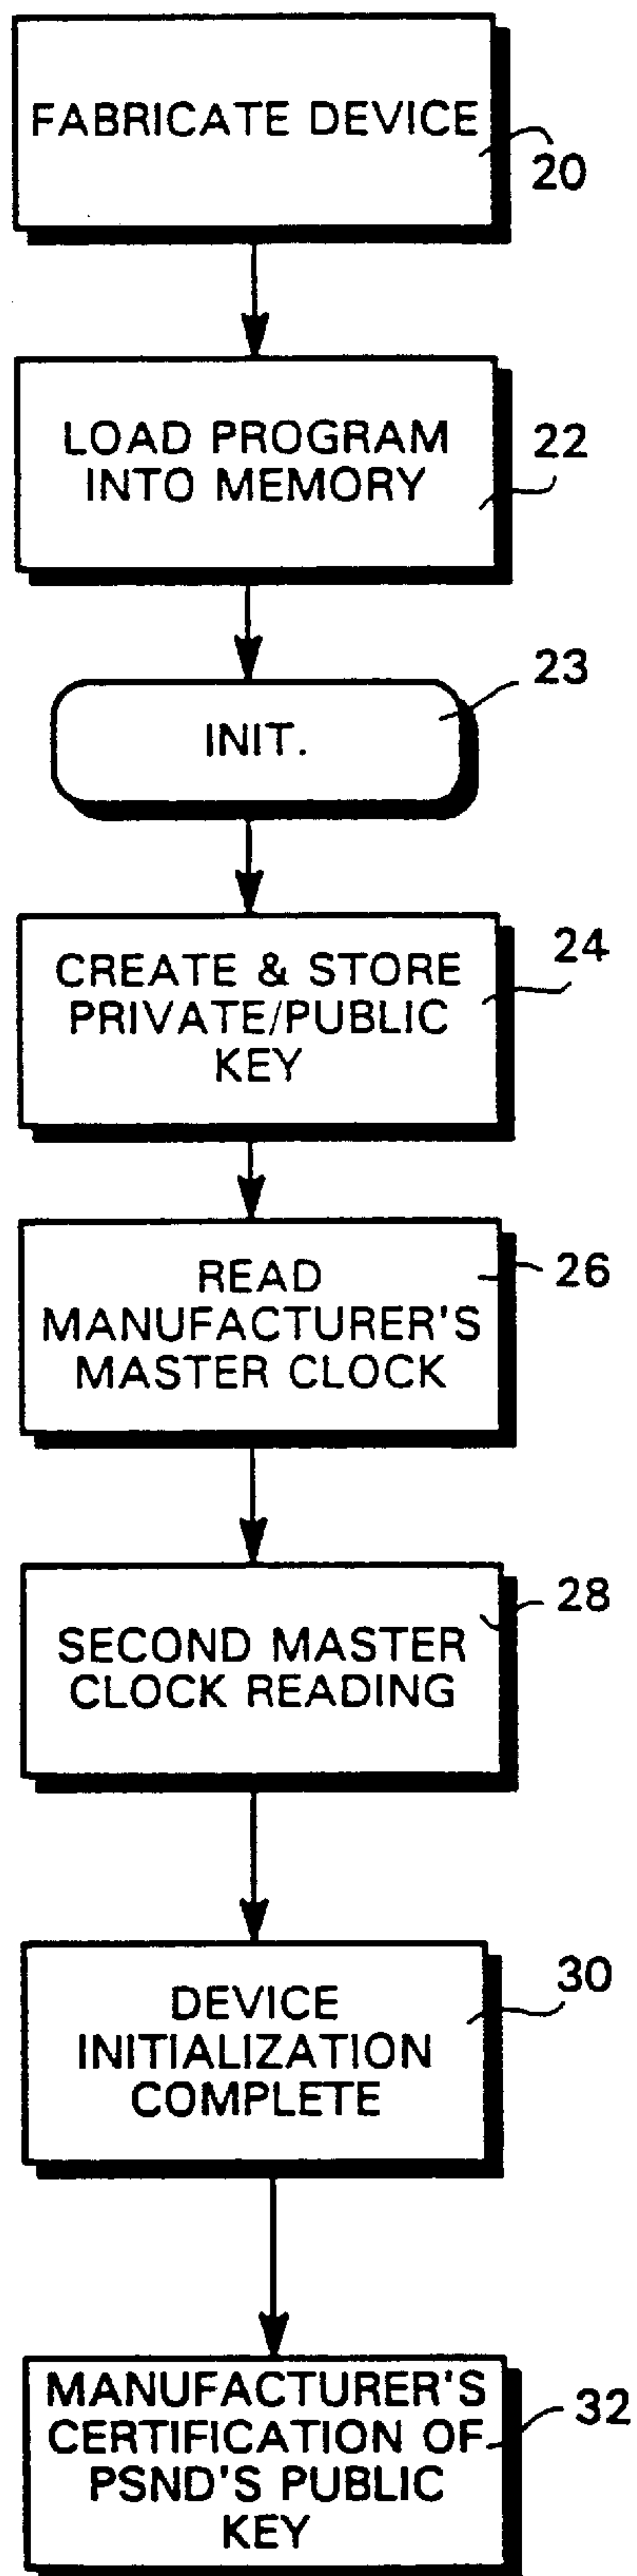 FABRICATE DEVICE
20
LOAD PROGRAM
INTO MEMORY
22
INIT.
23
CREATE & STORE
PRIVATE/PUBLIC
KEY
24
READ
MANUFACTURER'S
MASTER CLOCK
26
SECOND MASTER
CLOCK READING
28
DEVICE
INITIALIZATION
COMPLETE
30
MANUFACTURER'S
CERTIFICATION OF
PSND'S PUBLIC
KEY
32